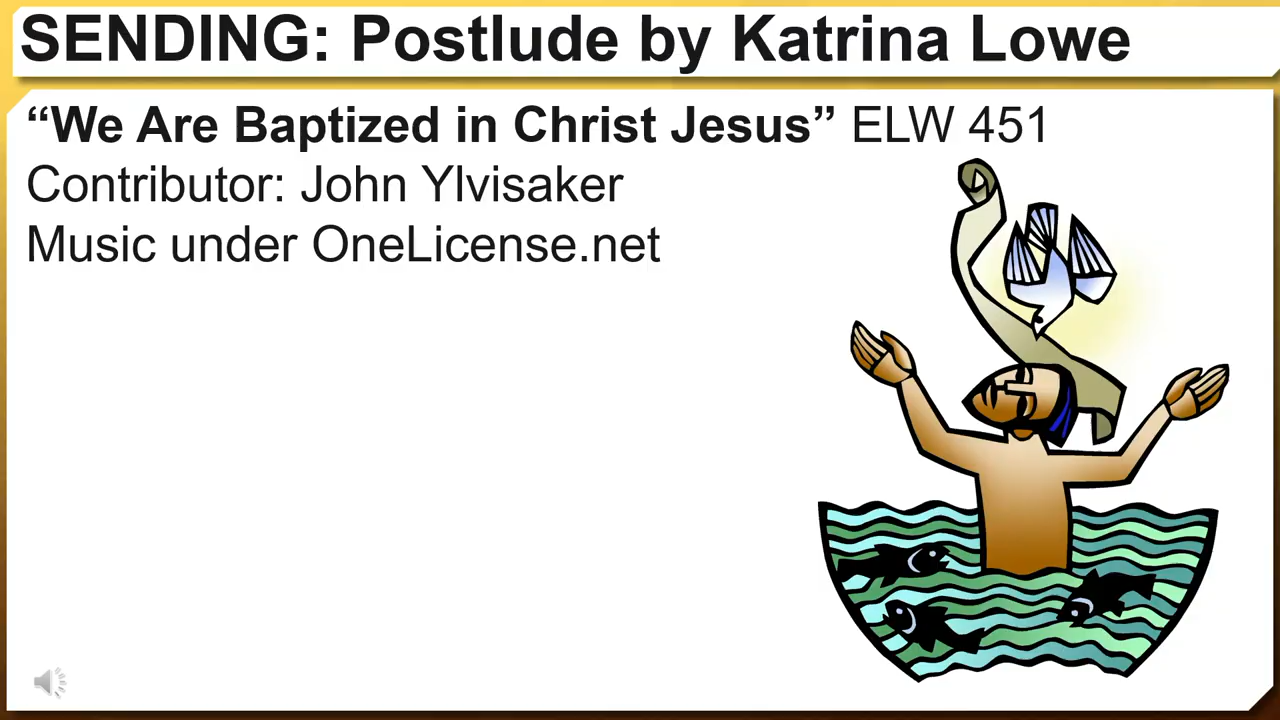 SENDING: Postlude by Katrina Lowe
“We Are Baptized in Christ Jesus” ELW 451
Contributor: John Ylvisaker
Music under OneLicense.net